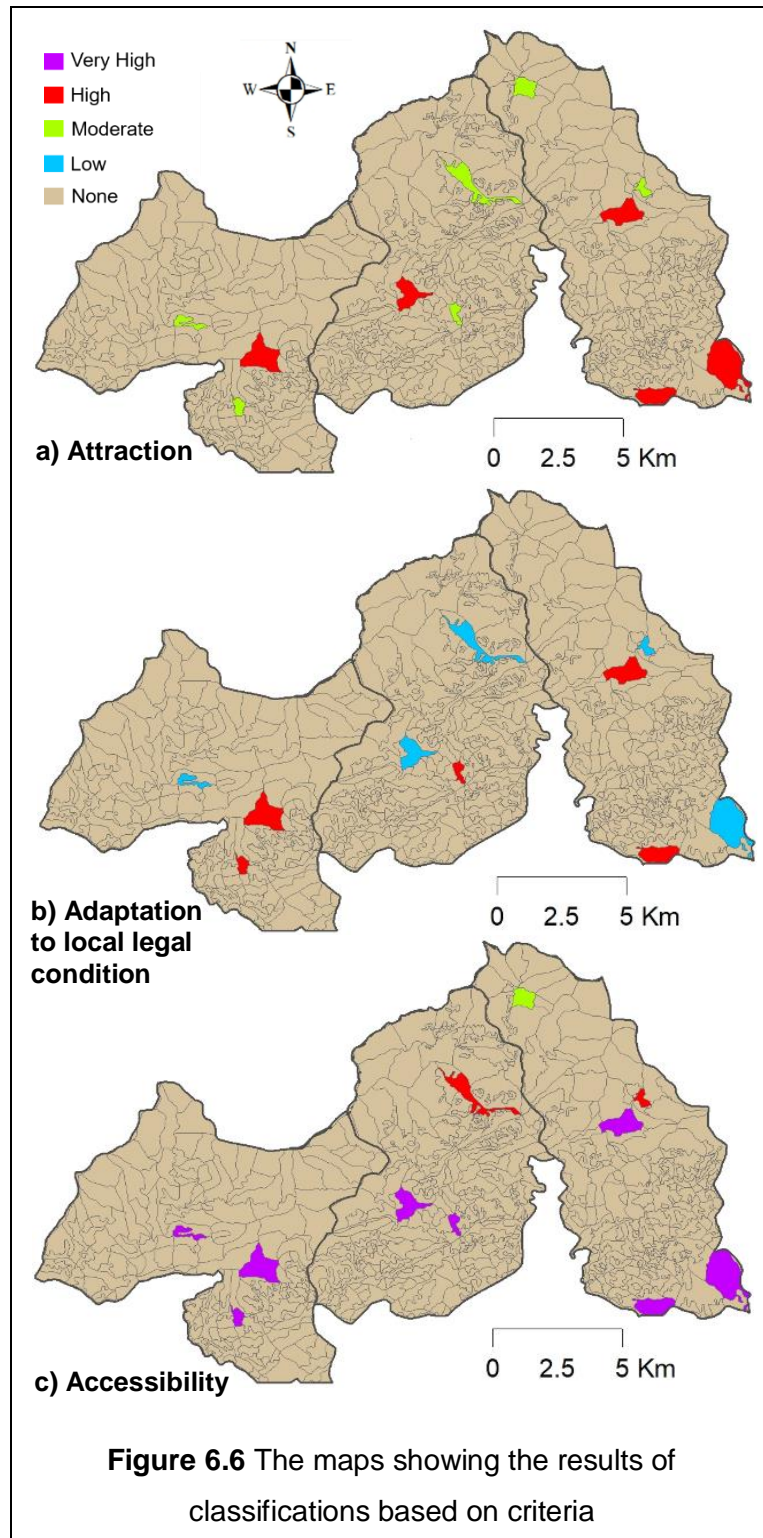 Very High
High
Moderate
Low
None
N
W E
S
a) Attraction
0 2.5 5 Km
b) Adaptation
to local legal
condition
0 2.5 5 Km
c) Accessibility
0 2.5 5 Km
Figure 6.6 The maps showing the results of
classifications based on criteria